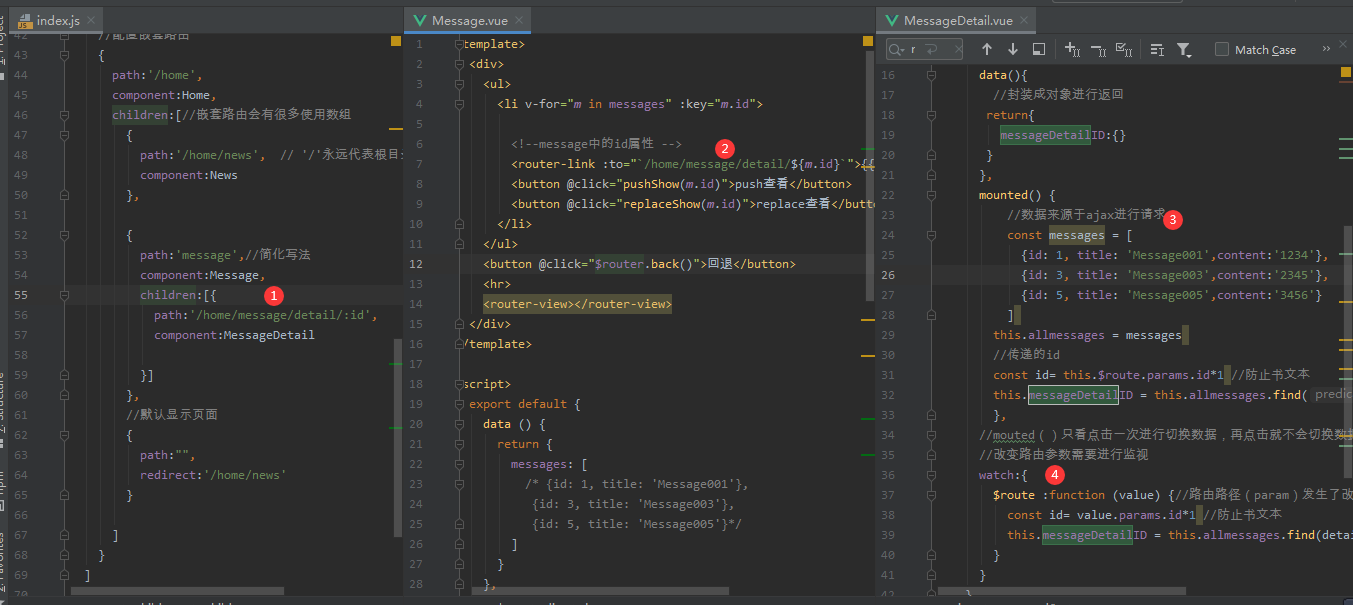 index.js
42 //配置嵌套路由
43 {
44 path:'/home',
45 component:Home,
46 children:[//嵌套路由会有很多使用数组
47 {
48 path:'/home/news', // '/'永远代表根目
49 component:News
50 },
51
52 {
53 path:'message',//简化写法
54 component:Message,
55 children:[{
1
56 path:'/home/message/detail/:id',
57 component:MessageDetail
58
59 }]
60 },
61 //默认显示页面
62 {
63 path:"",
64 redirect:'/home/news'
65 }
66
67 ]
68 }
69 ]
70
Message.vue
1 template>
2 <div>
3 <ul>
4 <li v-for="m in messages" :key="m.id">
5
6 <!--message中的id属性 -->
2
7 <router-link :to="`/home/message/detail/${m.id}`">{{
8 <button @click="pushShow(m.id)">push查看</button>
9 <button @click="replaceShow(m.id)">replace查看</butt
10 </li>
11 </ul>
12 <button @click="$router.back()">回退</button>
13 <hr>
14 <router-view></router-view>
15 </div>
16 /template>
17
18 script>
19 export default {
20 data () {
21 return {
22 messages: [
23 /* {id: 1, title: 'Message001'},
24 {id: 3, title: 'Message003'},
25 {id: 5, title: 'Message005'}*/
26 ]
27 }
28 },
MessageDetail.vue
r
Match Case
16 data(){
17 //封装成对象进行返回
18 return{
19 messageDetailID:{}
20 }
21 },
22 mounted() {
23 //数据来源于ajax进行请求
3
24 const messages = [
25 {id: 1, title: 'Message001',content:'1234'},
26 {id: 3, title: 'Message003',content:'2345'},
27 {id: 5, title: 'Message005',content:'3456'}
28 ]
29 this.allmessages = messages
30 //传递的id
31 const id= this.$route.params.id*1 //防止书文本
32 this.messageDetailID = this.allmessages.find( predic
33 },
34 //mouted()只看点击一次进行切换数据，再点击就不会切换数
35 //改变路由参数需要进行监视
36 watch:{
4
37 $route :function (value) {//路由路径（param）发生了改
38 const id= value.params.id*1 //防止书文本
39 this.messageDetailID = this.allmessages.find(deta
40 }
41 }
42 }